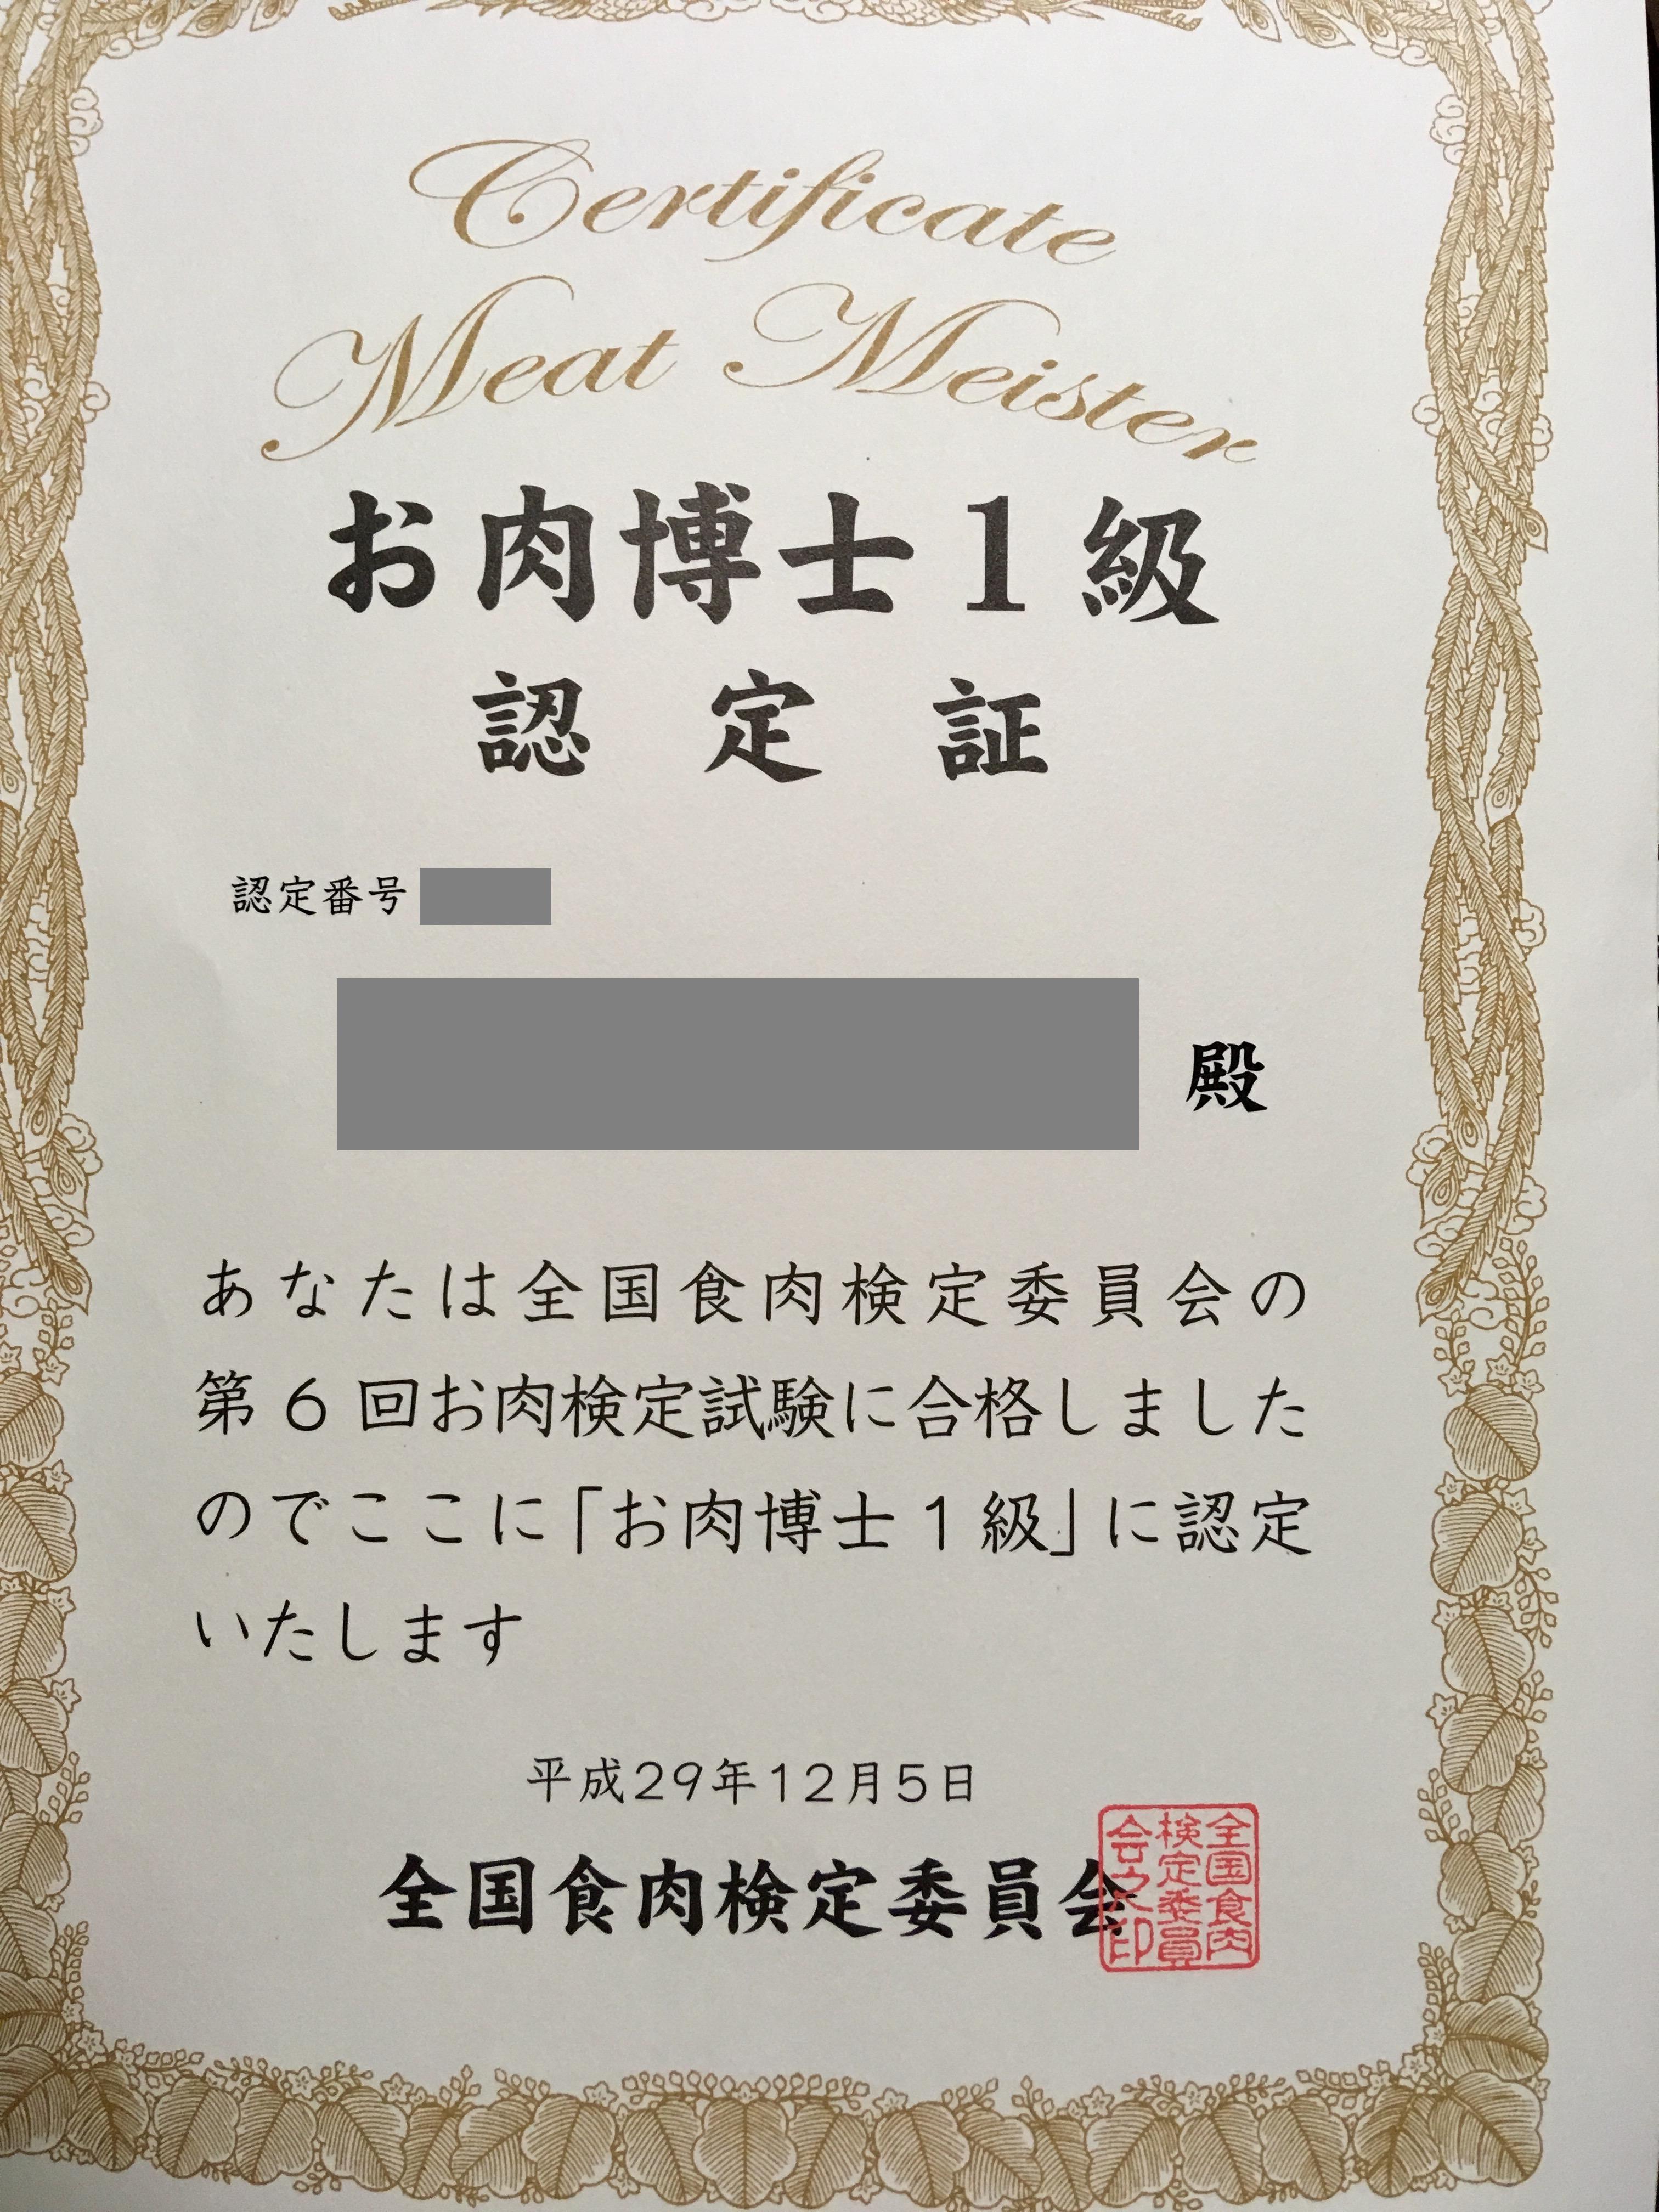 Certificate
Meat Meister
お肉博士1級
認定証
認定番号
殿
あなたは全国食肉検定委員会の
第6回お肉検定試験に合格しました
のでここに「お肉博士1級」に認定
いたします
平成29年12月5日
全国食肉検定委員会
全国食肉
検定委員
会之印